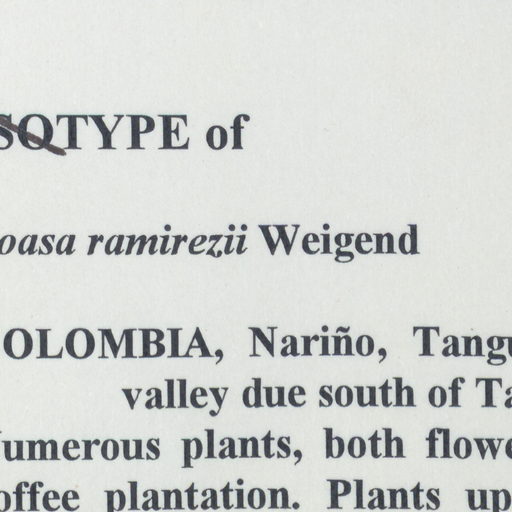 SOTYPE of
oasa ramirezii Weigend
OLOMBIA, Nariño, Tangu
valley due south of Ta
umerous plants, both flowe
offee plantation. Plants up